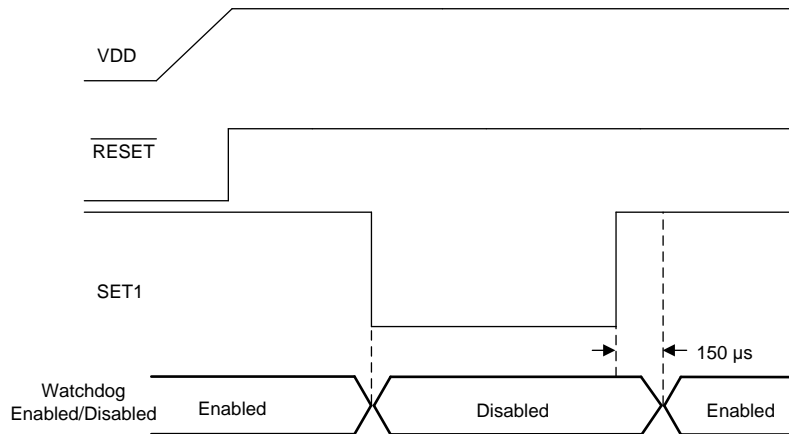 VDD
RESET
SET1
150 µs
Watchdog
Enabled/Disabled
Enabled
Disabled
Enabled